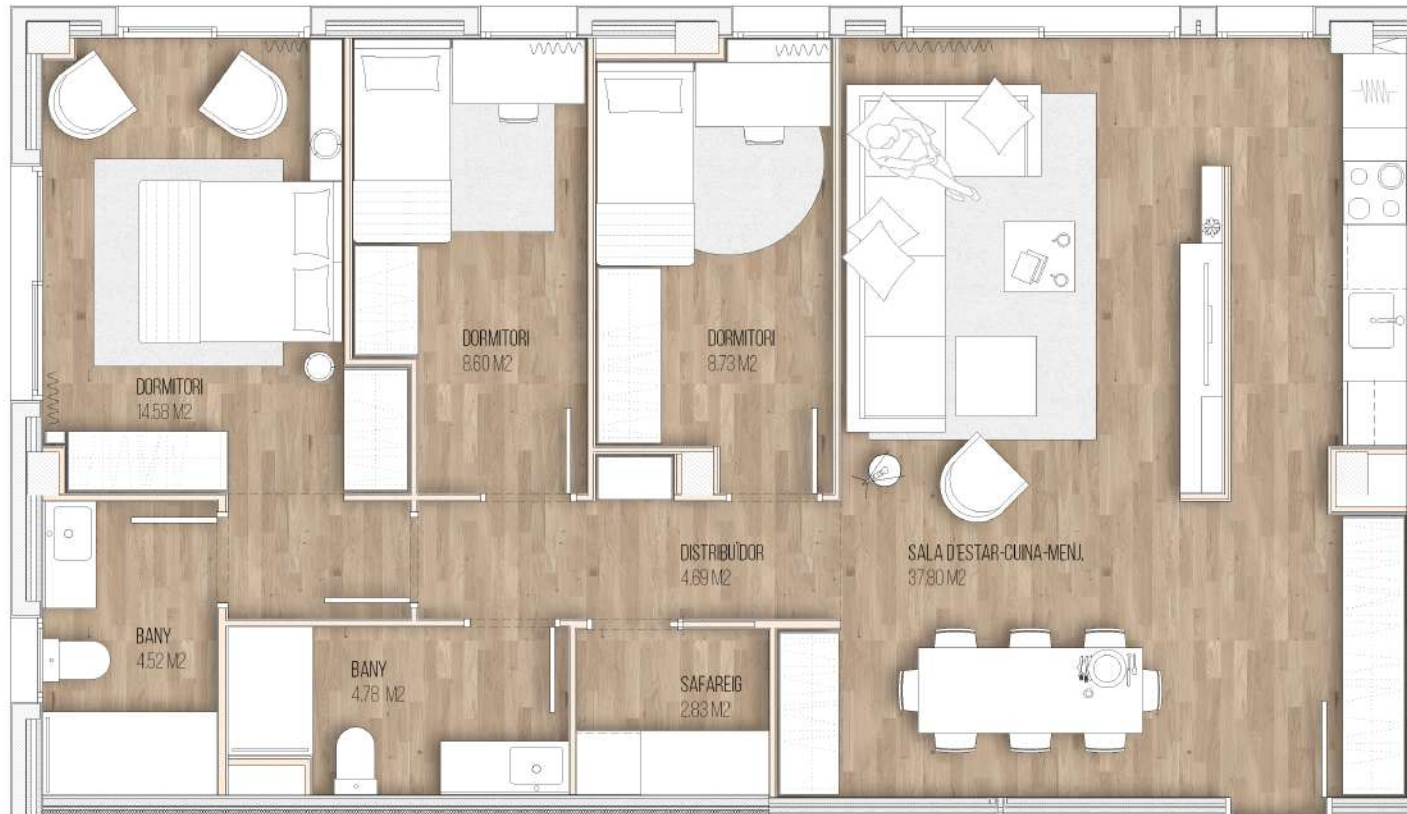 DORMITORI
8.60 M2
DORMITORI
8.73 M2
DORMITORI
14.58 M2
DISTRIBUÏDOR
4.69 M2
SALA D'ESTAR-CUINA-MENJ.
37.80 M2
BANY
4.52 M2
BANY
4.78 M2
SAFAREIG
2.83 M2